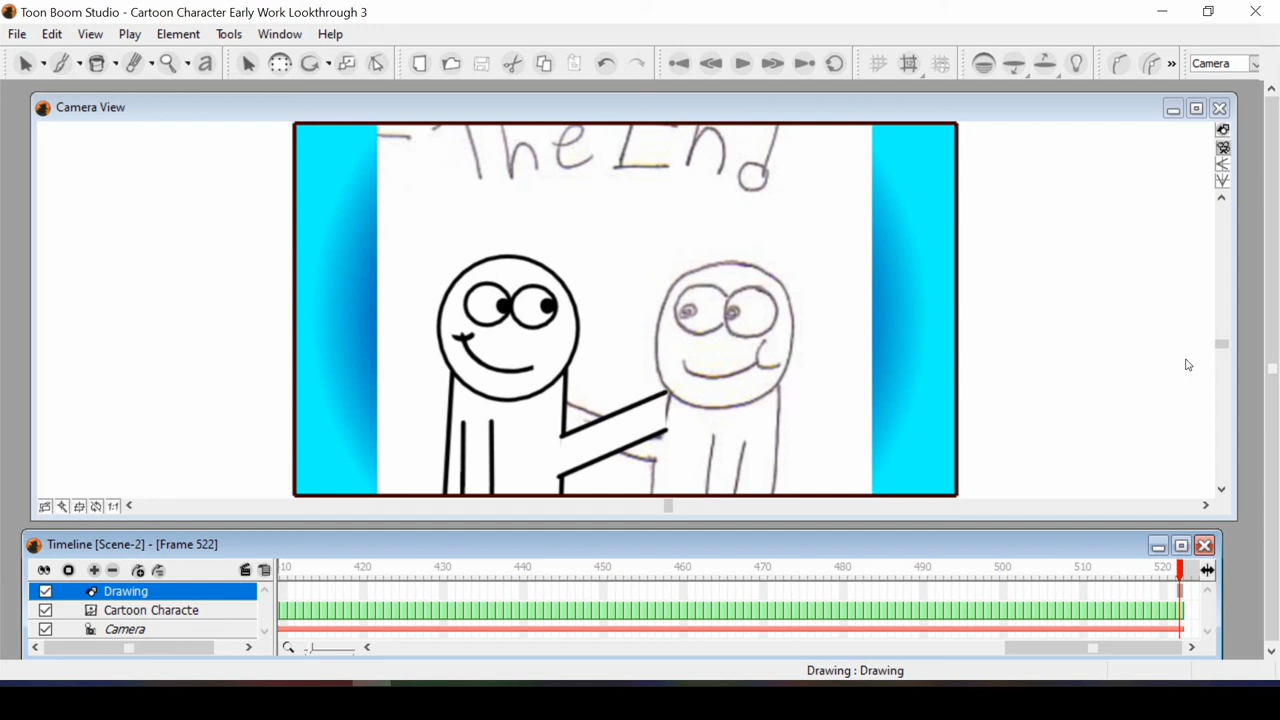 Toon Boom Studio - Cartoon Character Early Work Lookthrough 3
File Edit View Play Element Tools Window Help
Camera
Camera View
- The End
1:1
Timeline [Scene-2] - [Frame 522]
10 420 430 440 450 460 470 480 490 500 510 520
Drawing
Cartoon Characte
Camera
Drawing : Drawing